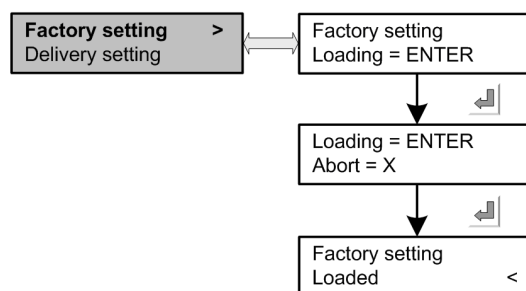 Factory setting >
Delivery setting
Factory setting
Loading = ENTER
Loading = ENTER
Abort = X
Factory setting
Loaded <